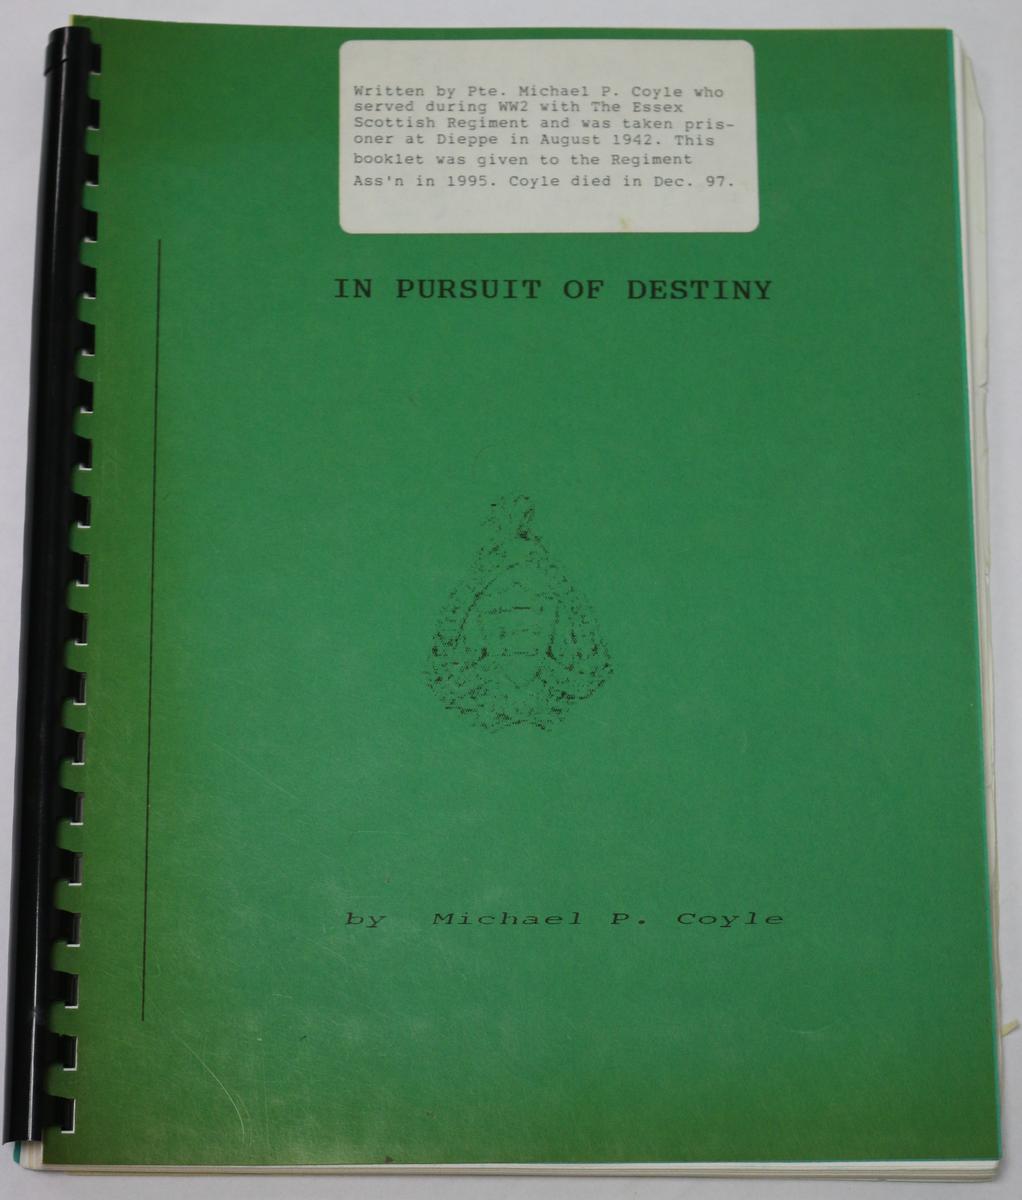 Written by Pte. Michael P. Coyle who
served during WW2 with The Essex
Scottish Regiment and was taken pris-
oner at Dieppe in August 1942. This
booklet was given to the Regiment
Ass'n in 1995. Coyle died in Dec. 97.
IN PURSUIT OF DESTINY
by Michael P. Coyle